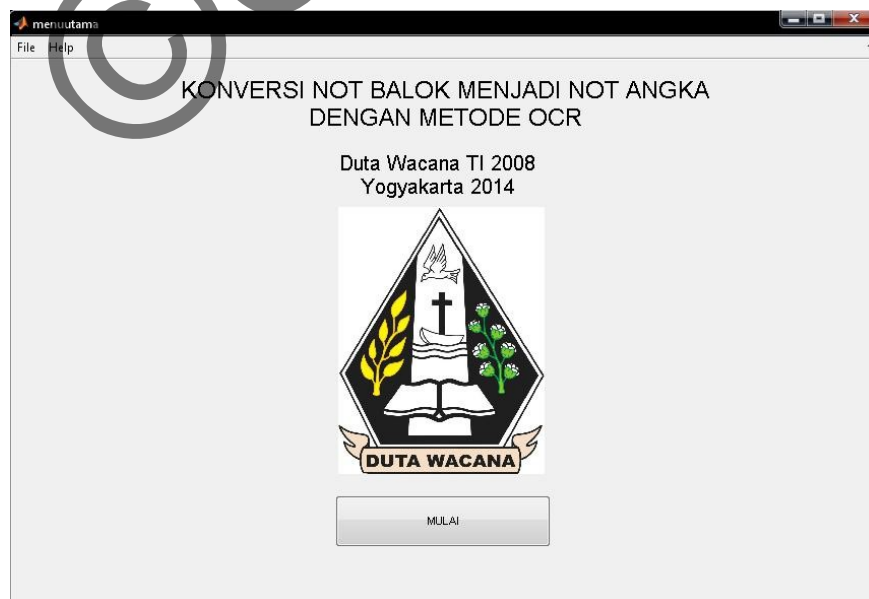 menuutama
File Help
KONVERSI NOT BALOK MENJADI NOT ANGKA
DENGAN METODE OCR
Duta Wacana TI 2008
Yogyakarta 2014
DUTA WACANA
MULAI